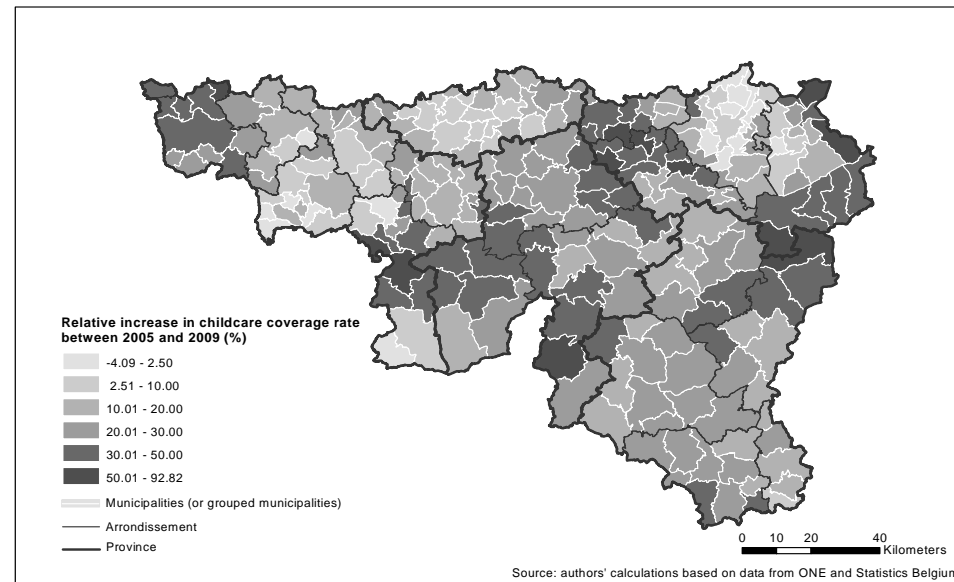 Relative increase in childcare coverage rate
between 2005 and 2009 (%)
-4.09 - 2.50
2.51 - 10.00
10.01 - 20.00
20.01 - 30.00
30.01 - 50.00
50.01 - 92.82
Municipalities (or grouped municipalities)
Arrondissement
Province
0 10 20 40
Kilometers
Source: authors' calculations based on data from ONE and Statistics Belgium